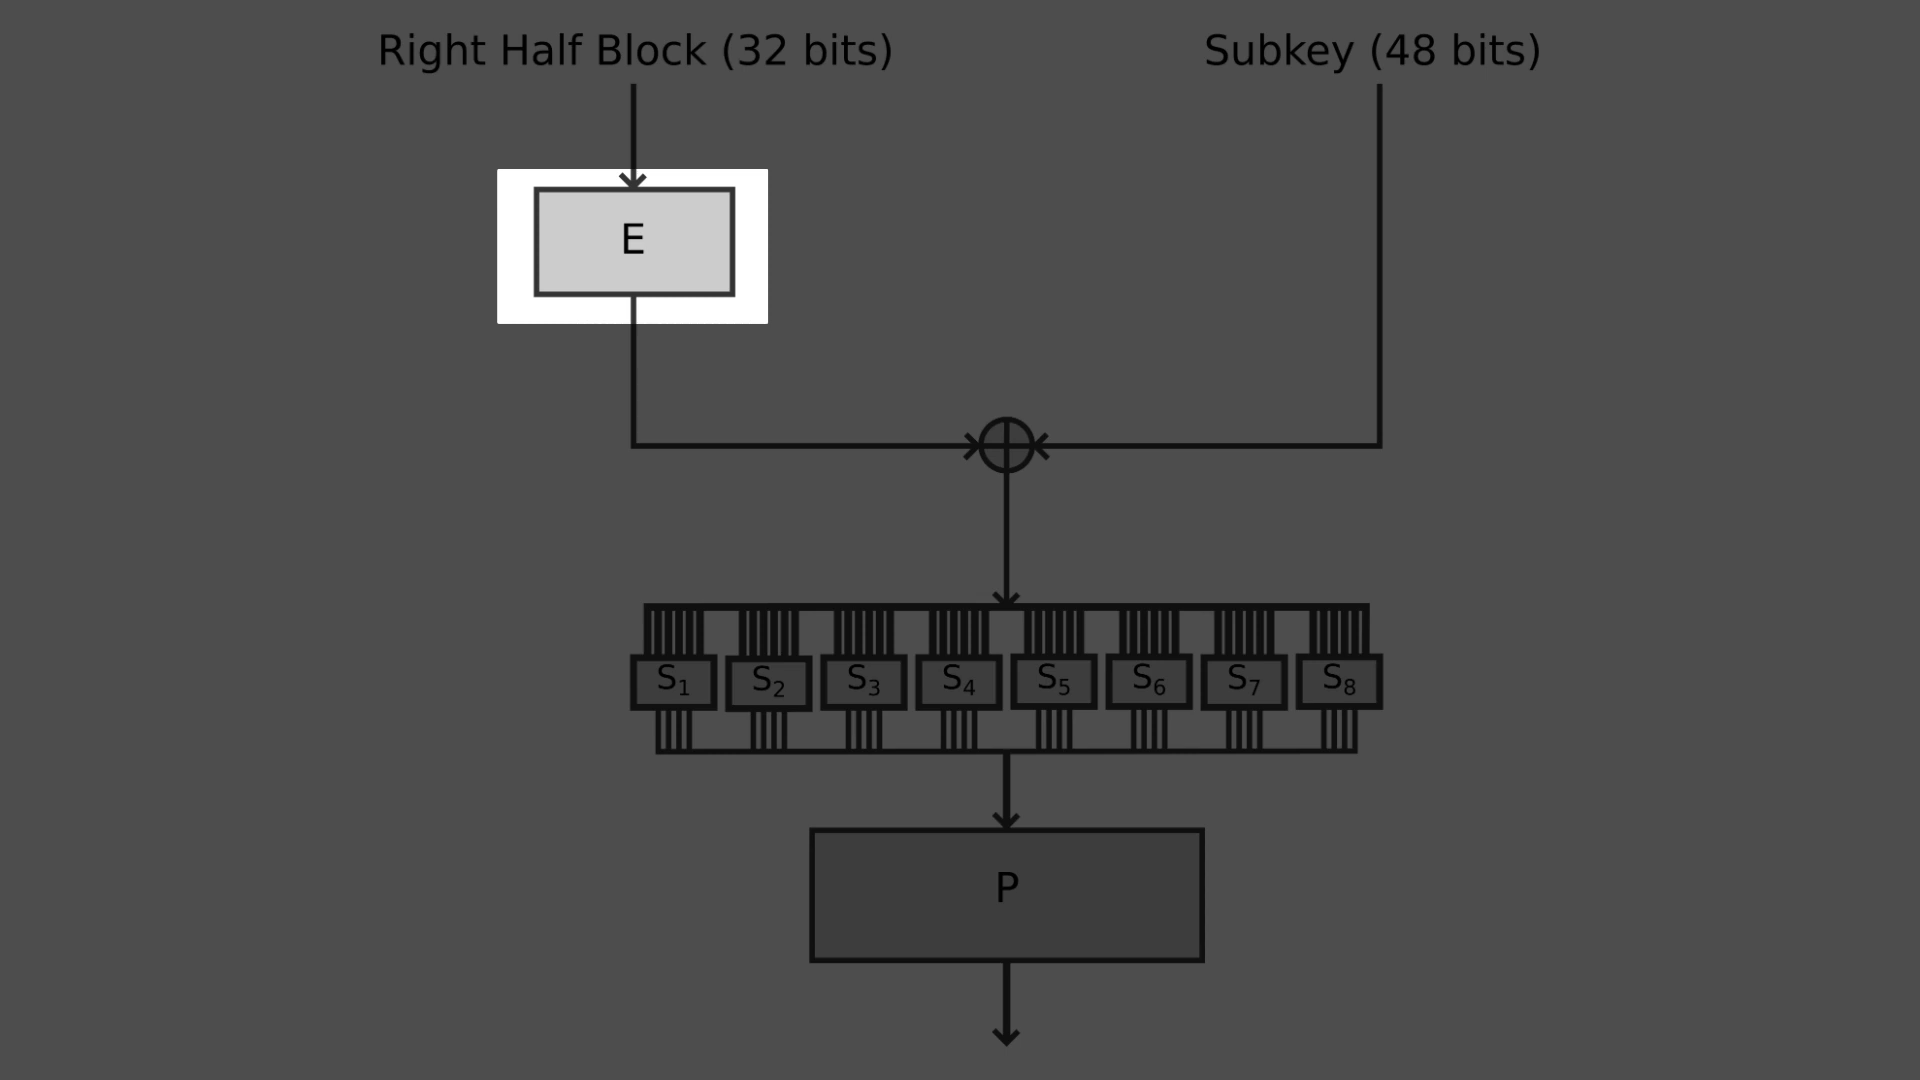 Right Half Block (32 bits)
Subkey (48 bits)
E
S₁ S₂ S₃ S₄ S₅ S₆ S₇ S₈
P